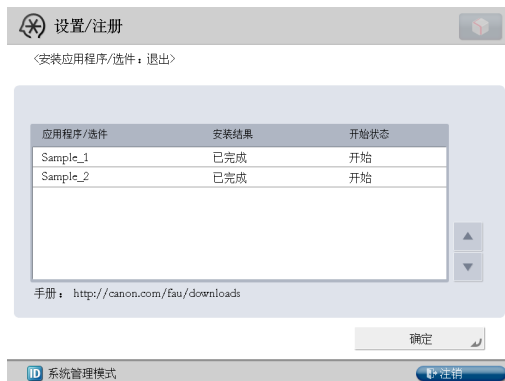 设置/注册
<安装应用程序/选件：退出>
应用程序/选件 安装结果 开始状态
Sample_1 已完成 开始
Sample_2 已完成 开始
手册： http://canon.com/fau/downloads
确定
ID 系统管理模式 注销